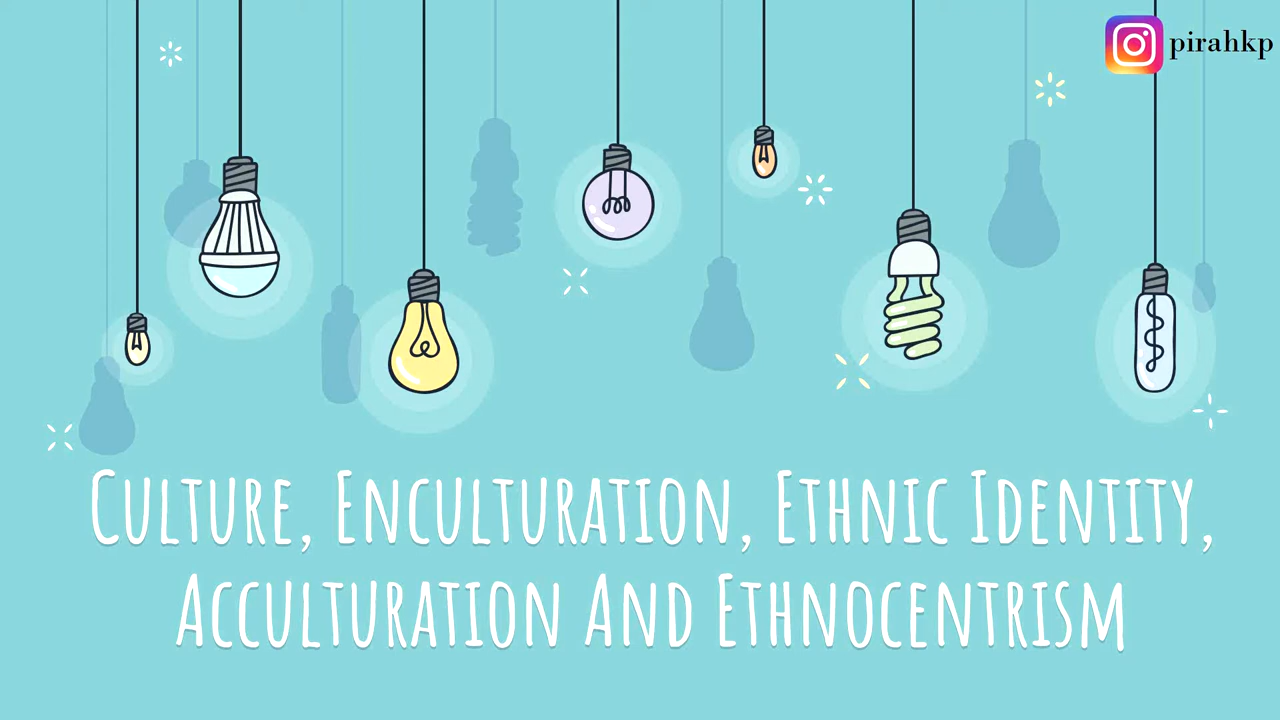 pirahkp
Culture, Enculturation, Ethnic Identity,
Acculturation And Ethnocentrism